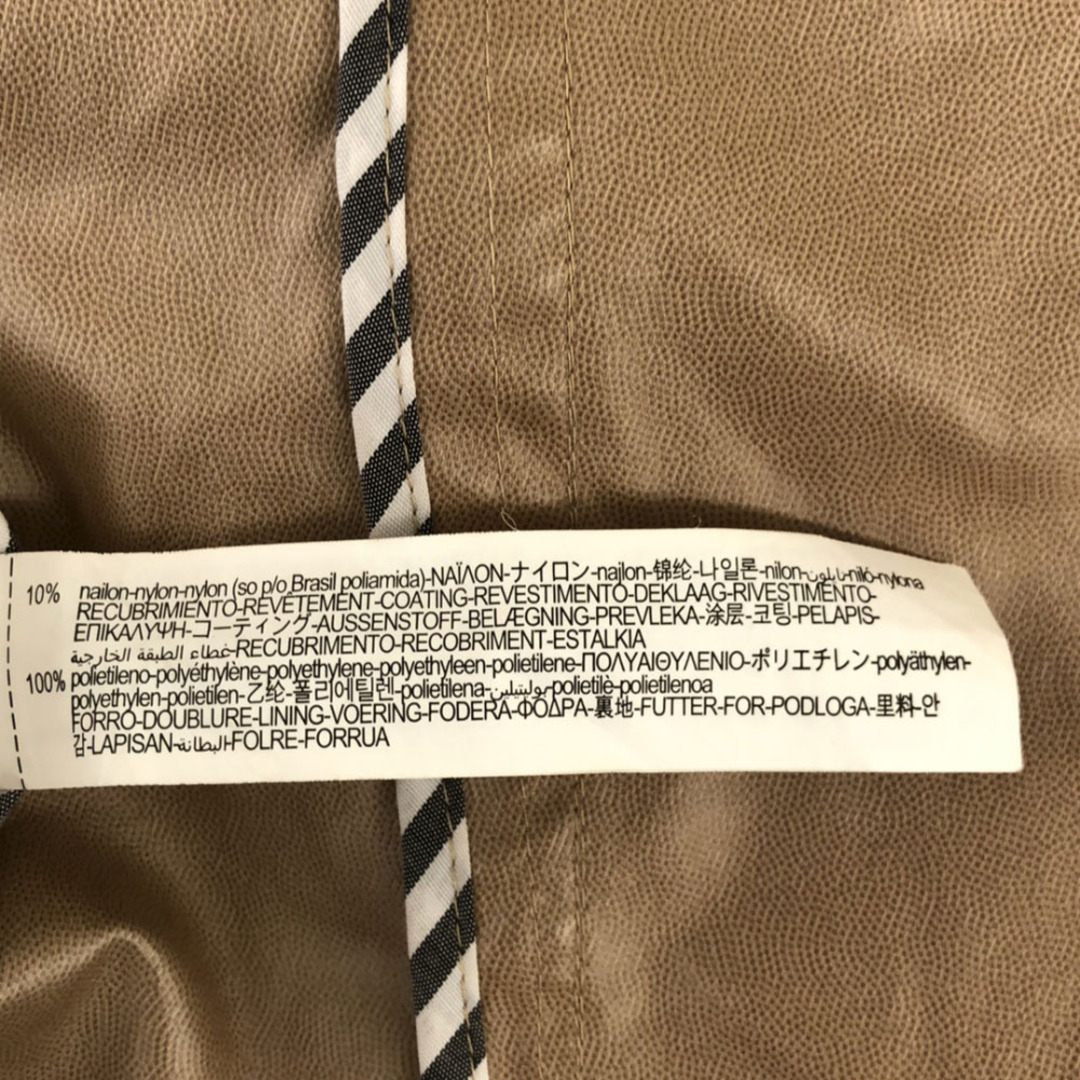 10% nailon-nylon-nylon (so p/o Brasil poliamida)-ΝΑΪΛΟΝ-ナイロン-najlon-锦纶-나일론-nilon-نايلون-niló-nylona
RECUBRIMIENTO-REVÊTEMENT-COATING-REVESTIMENTO-DEKLAAG-RIVESTIMENTO-
ΕΠΙΚΑΛΥΨΗ-コーティング-AUSSENSTOFF-BELÆGNING-PREVLEKA-涂层-코팅-PELAPIS-
غطاء الطبقة الخارجية-RECUBRIMENTO-RECOBRIMENT-ESTALKIA
100% polietileno-polyéthylène-polyethylene-polyethyleen-polietilene-ΠΟΛΥΑΙΘΥΛΕΝΙΟ-ポリエチレン-polyäthylen-
polyethylen-polietilen-乙纶-폴리에틸렌-polietilena-بوليتيلين-polietilè-polietilenoa
FORRO-DOUBLURE-LINING-VOERING-FODERA-ΦΟΔΡΑ-裏地-FUTTER-FOR-PODLOGA-里料-안
감-LAPISAN-البطانة-FOLRE-FORRUA